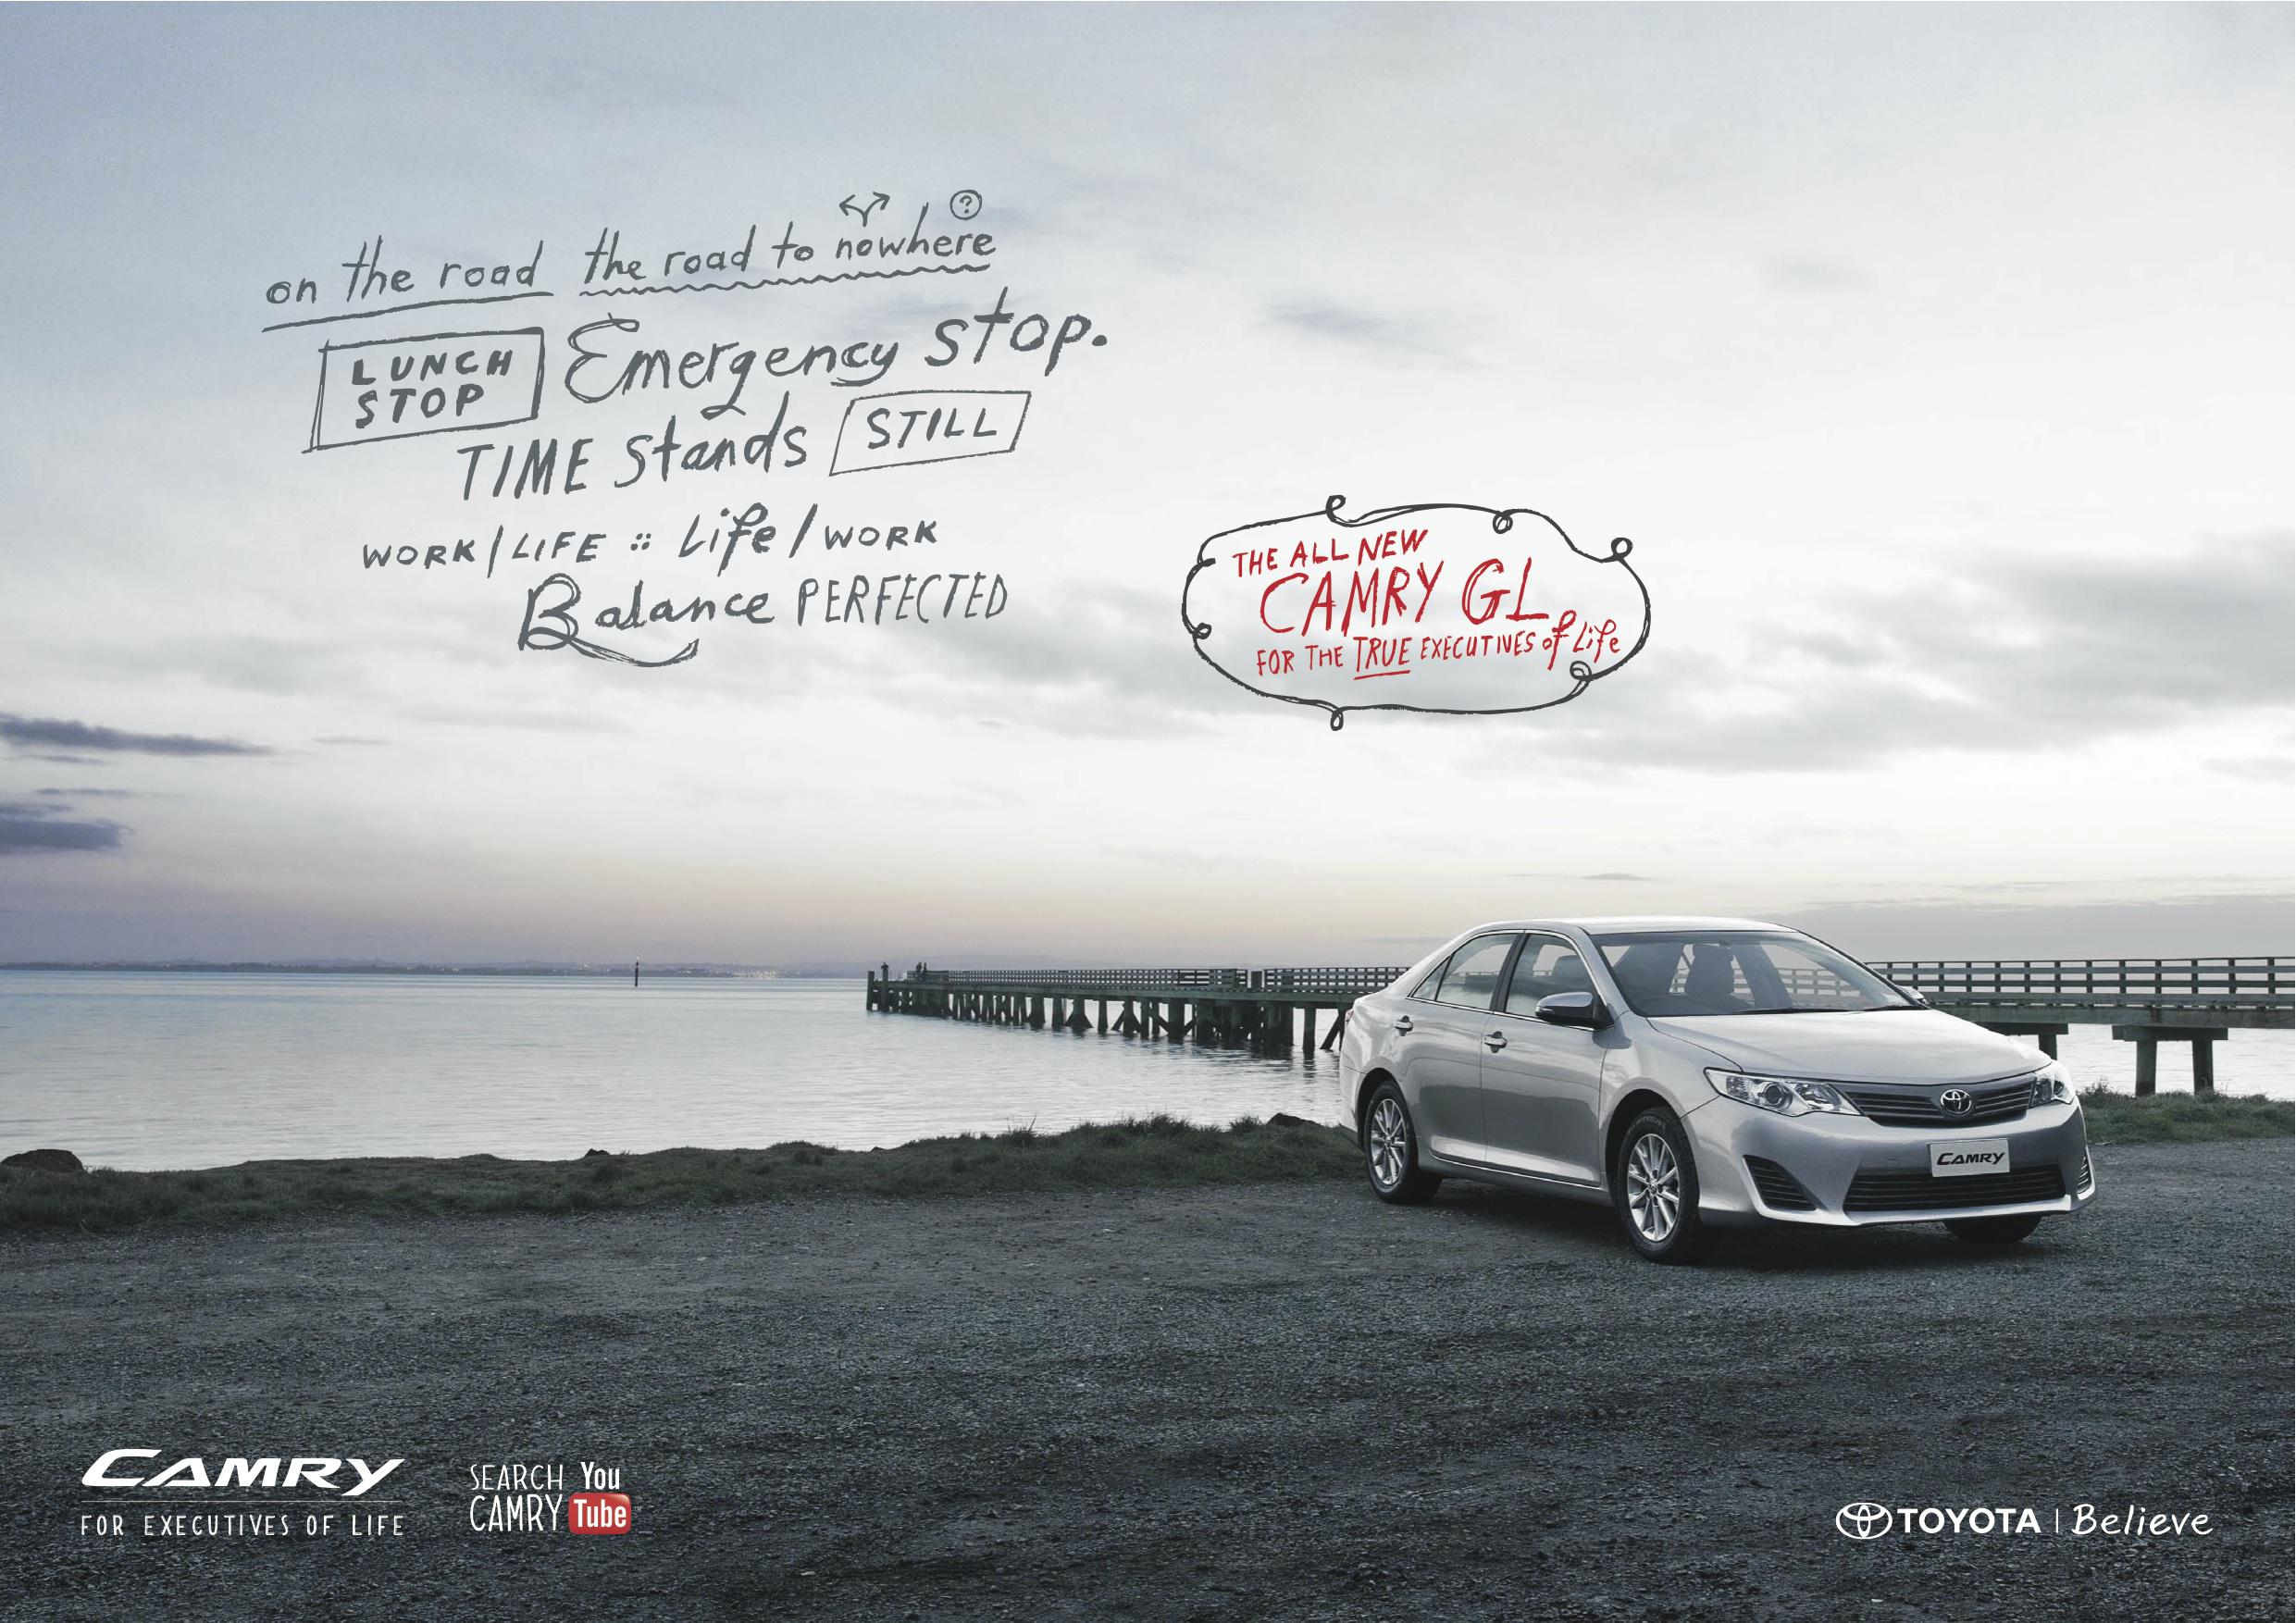 on the road the road to nowhere
?
LUNCH
STOP
Emergency stop.
TIME stands STILL
WORK/LIFE :: Life/WORK
Balance PERFECTED
THE ALL NEW
CAMRY GL
FOR THE TRUE EXECUTIVES of Life
CAMRY
CAMRY
FOR EXECUTIVES OF LIFE
SEARCH You
CAMRY Tube
TOYOTA | Believe